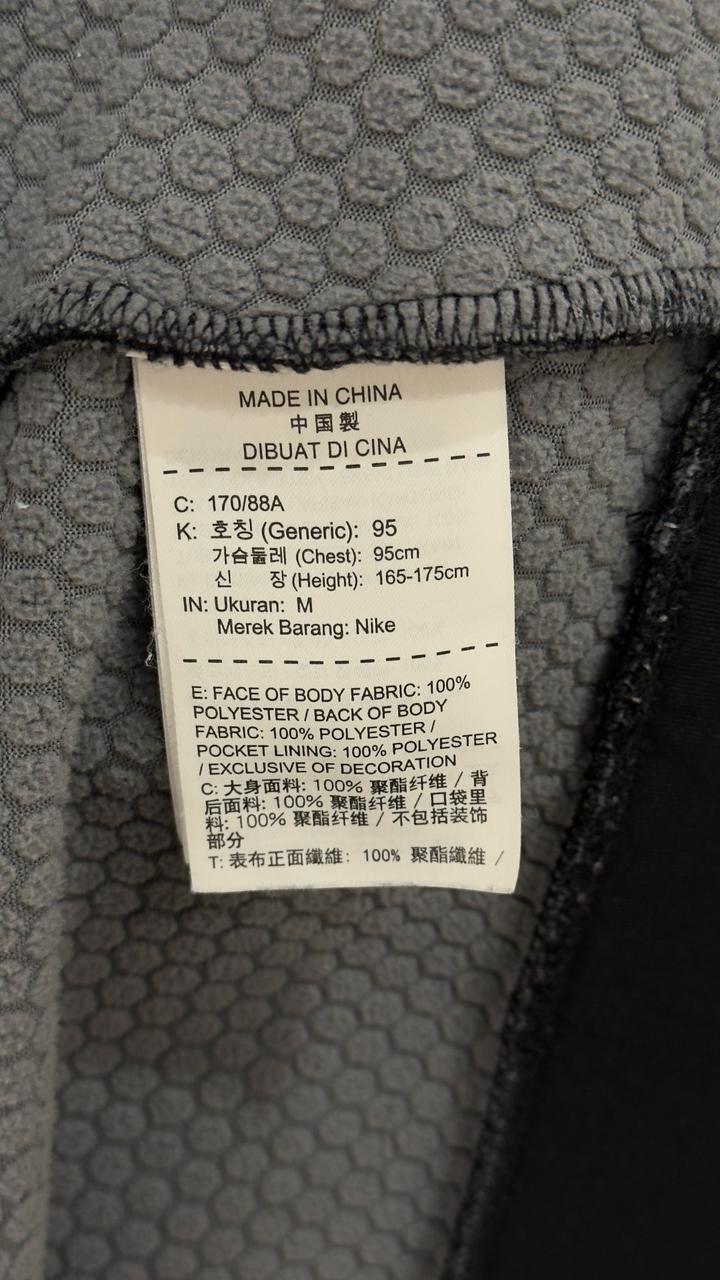 MADE IN CHINA
中国製
DIBUAT DI CINA
C: 170/88A
K: 호칭 (Generic): 95
가슴둘레 (Chest): 95cm
신 장 (Height): 165-175cm
IN: Ukuran: M
Merek Barang: Nike
E: FACE OF BODY FABRIC: 100%
POLYESTER / BACK OF BODY
FABRIC: 100% POLYESTER /
POCKET LINING: 100% POLYESTER
/ EXCLUSIVE OF DECORATION
C: 大身面料: 100% 聚酯纤维 / 背
后面料: 100% 聚酯纤维 / 口袋里
料: 100% 聚酯纤维 / 不包括装饰
部分
T: 表布正面纖維: 100% 聚酯纖維 /